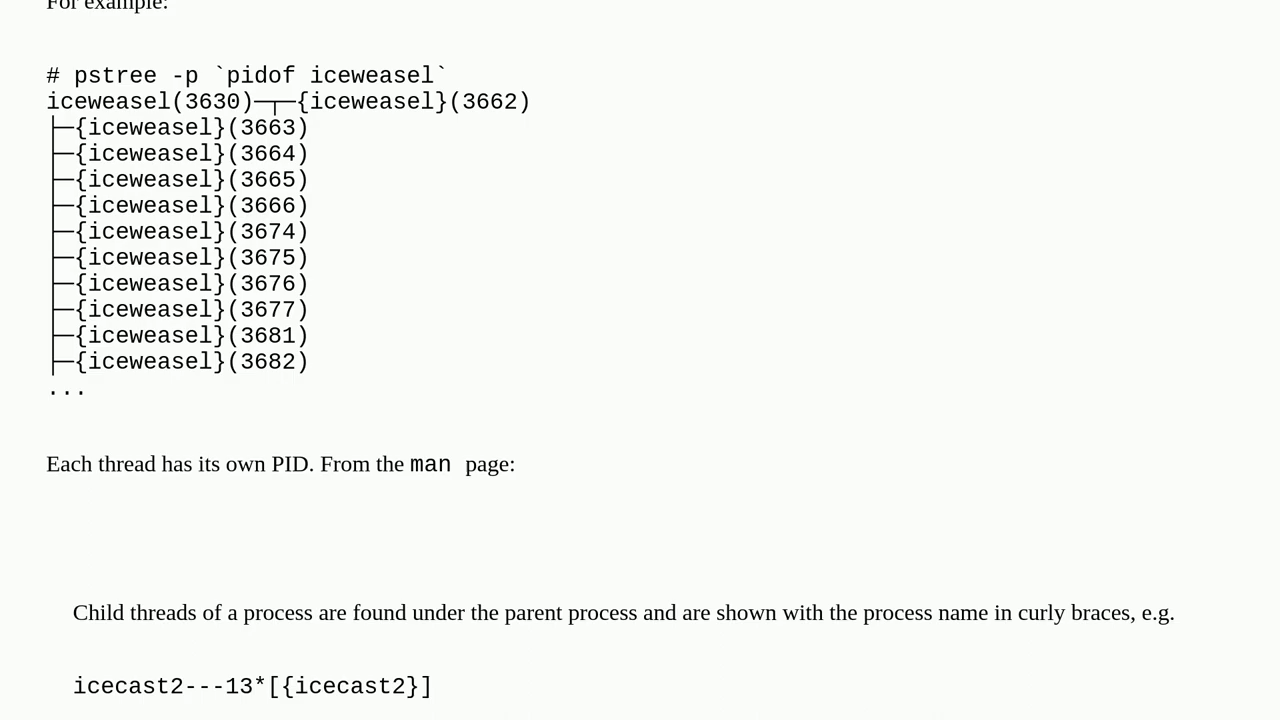 For example:
# pstree -p `pidof iceweasel`
iceweasel(3630)─┬─{iceweasel}(3662)
├─{iceweasel}(3663)
├─{iceweasel}(3664)
├─{iceweasel}(3665)
├─{iceweasel}(3666)
├─{iceweasel}(3674)
├─{iceweasel}(3675)
├─{iceweasel}(3676)
├─{iceweasel}(3677)
├─{iceweasel}(3681)
├─{iceweasel}(3682)
...
Each thread has its own PID. From the man page:
Child threads of a process are found under the parent process and are shown with the process name in curly braces, e.g.
icecast2---13*[{icecast2}]